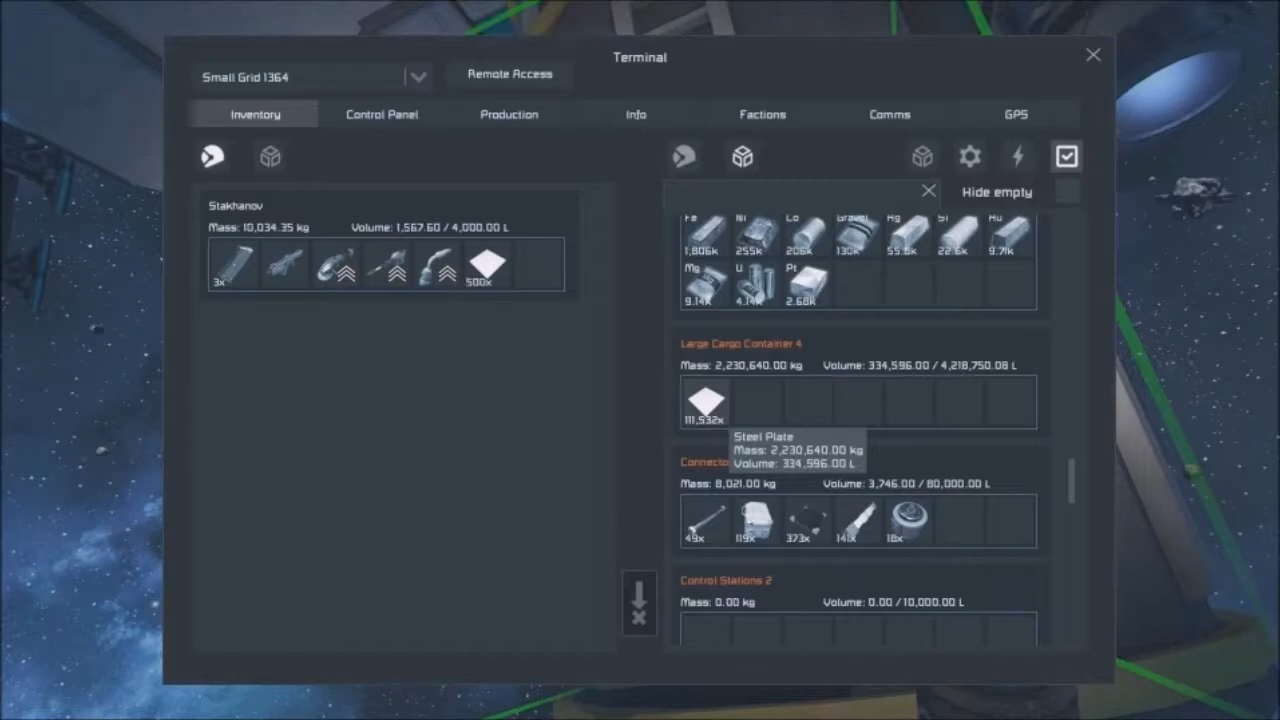 Terminal
Small Grid 1364
Remote Access
Inventory Control Panel Production Info Factions Comms GPS
Hide empty
Stakhanov
Mass: 10,034.35 kg Volume: 1,567.60 / 4,000.00 L
3x 500x
Fe Ni Co Gravel Ag Si Au
1,806k 255k 206k 130k 55.6k 22.6k 9.71k
Mg U Pt
9.14k 4.14k 2.68k
Large Cargo Container 4
Mass: 2,230,640.00 kg Volume: 334,596.00 / 4,218,750.08 L
111,532x
Steel Plate
Mass: 2,230,640.00 kg
Volume: 334,596.00 L
Connecto
Mass: 8,021.00 kg Volume: 3,746.00 / 80,000.00 L
49x 119x 373x 141x 18x
Control Stations 2
Mass: 0.00 kg Volume: 0.00 / 10,000.00 L